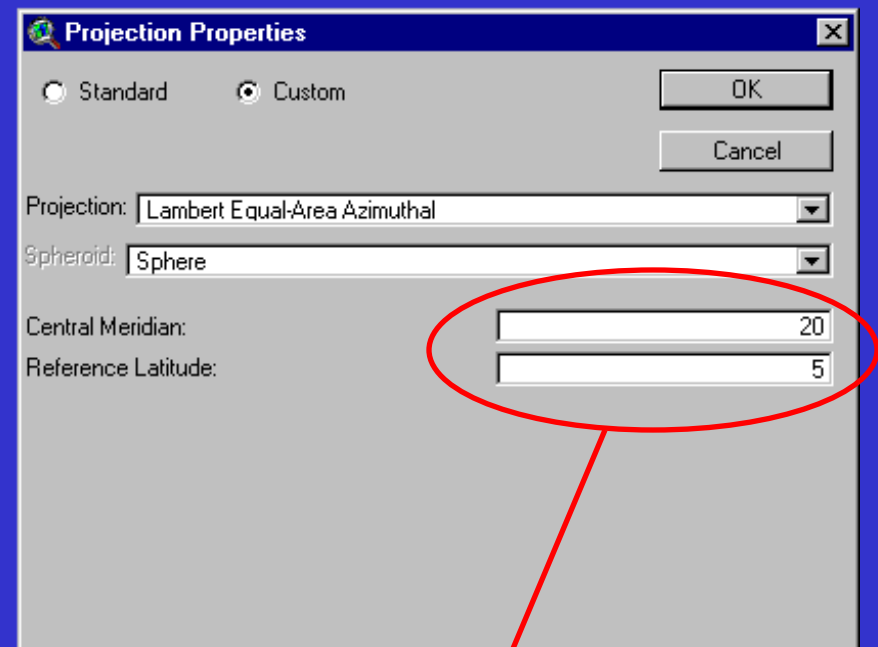 Projection Properties
Standard Custom OK
Cancel
Projection: Lambert Equal-Area Azimuthal
Spheroid: Sphere
Central Meridian: 20
Reference Latitude: 5